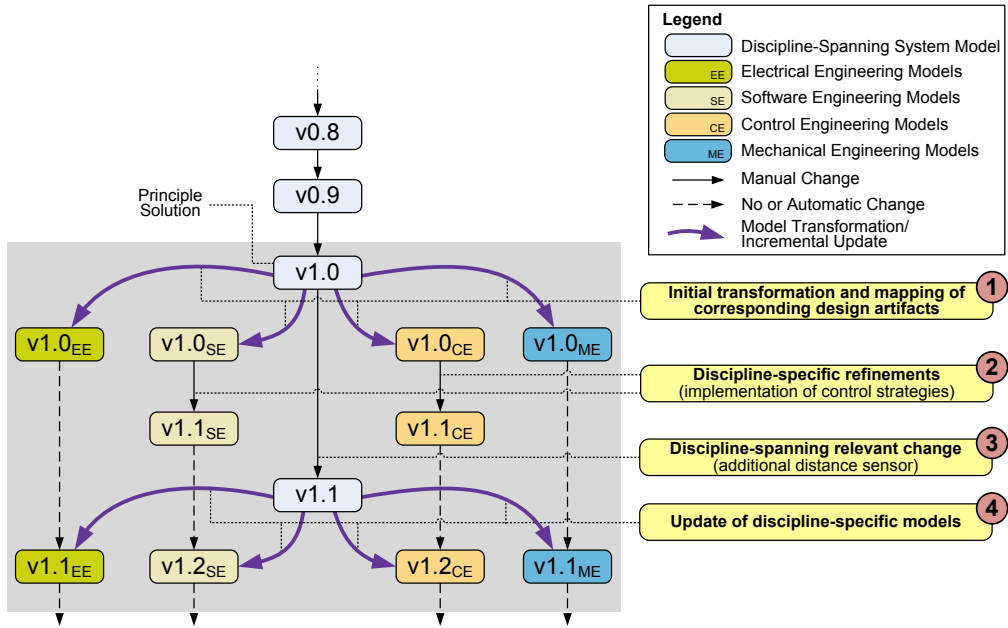 Legend
Discipline-Spanning System Model
EE Electrical Engineering Models
SE Software Engineering Models
CE Control Engineering Models
ME Mechanical Engineering Models
Manual Change
No or Automatic Change
Model Transformation/
Incremental Update
v0.8
v0.9
Principle
Solution
v1.0
1
Initial transformation and mapping of
corresponding design artifacts
v1.0EE
v1.0SE
v1.0CE
v1.0ME
2
Discipline-specific refinements
(implementation of control strategies)
v1.1SE
v1.1CE
3
Discipline-spanning relevant change
(additional distance sensor)
v1.1
4
Update of discipline-specific models
v1.1EE
v1.2SE
v1.2CE
v1.1ME